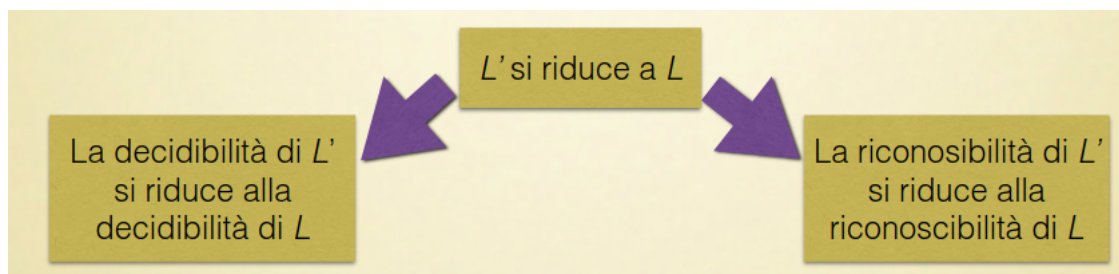 L' si riduce a L
La decidibilità di L'
si riduce alla
decidibilità di L
La riconosibilità di L'
si riduce alla
riconoscibilità di L